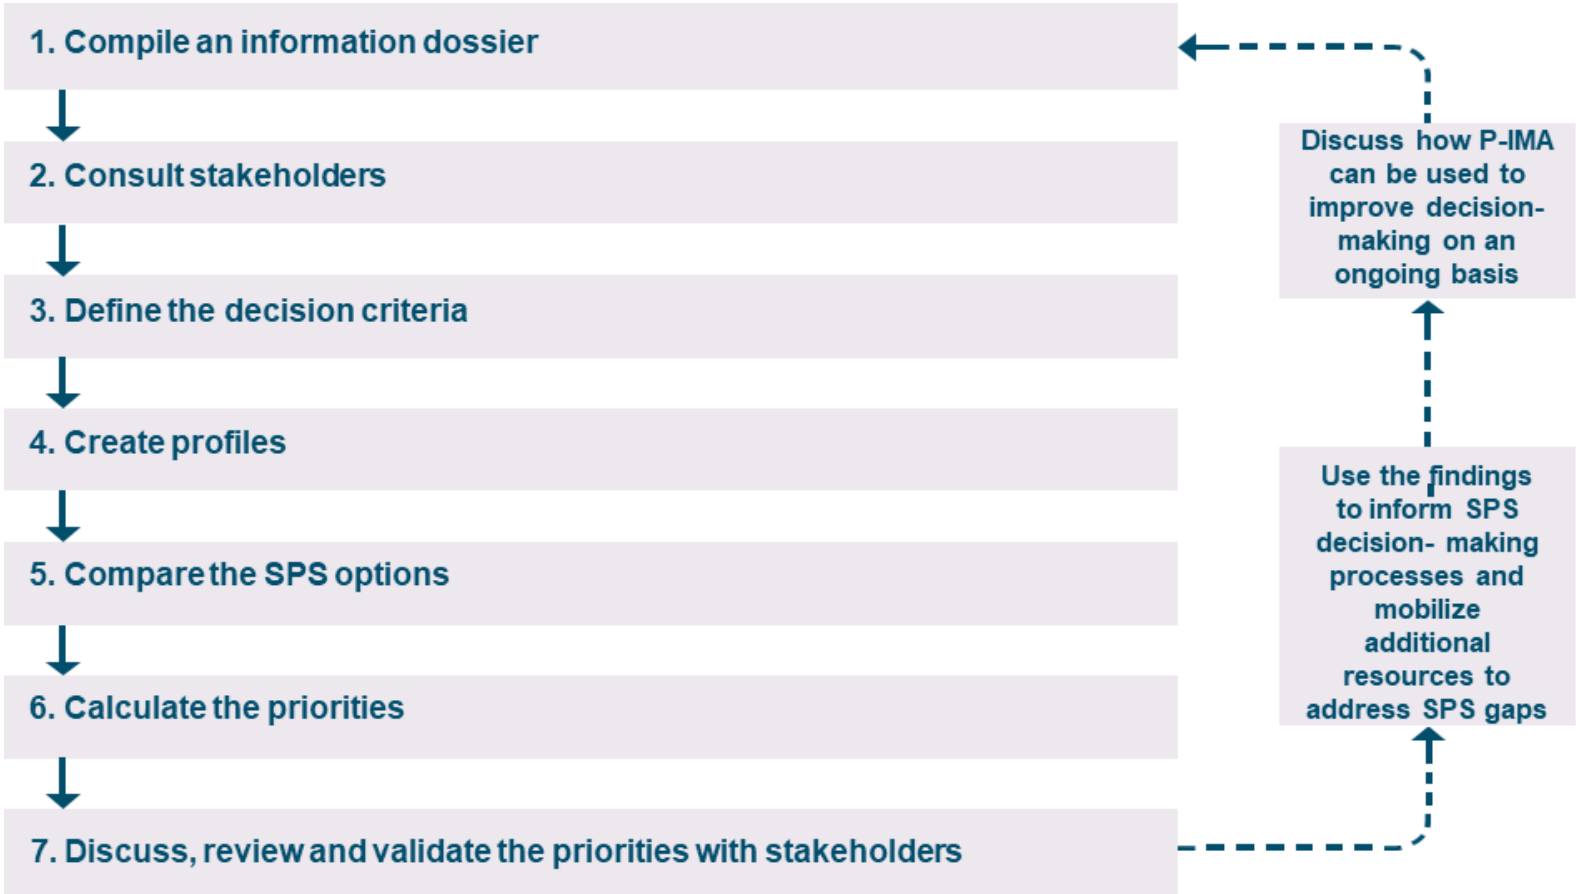 1. Compile an information dossier
2. Consult stakeholders
3. Define the decision criteria
4. Create profiles
5. Compare the SPS options
6. Calculate the priorities
7. Discuss, review and validate the priorities with stakeholders
Discuss how P-IMA
can be used to
improve decision-
making on an
ongoing basis
Use the findings
to inform SPS
decision- making
processes and
mobilize
additional
resources to
address SPS gaps